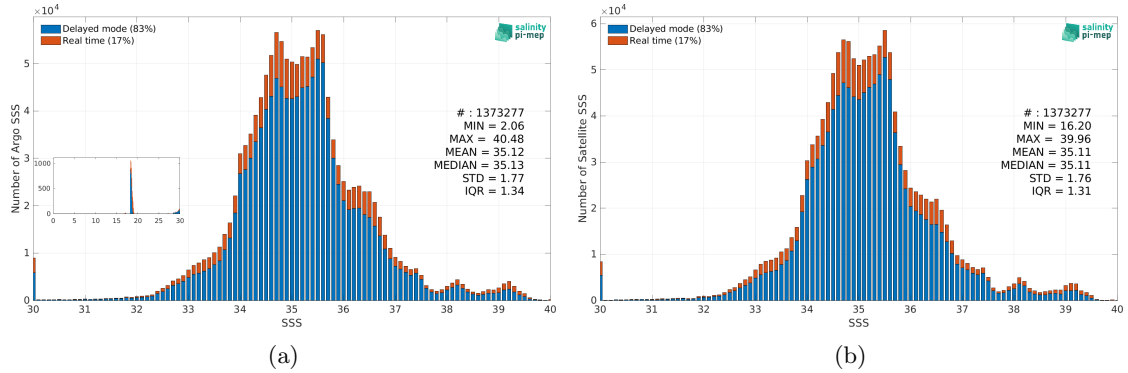 ×10^4
Delayed mode (83%)
Real time (17%)
salinity
pi-mep
5
4
3
2
1
0
Number of Argo SSS
# : 1373277
MIN = 2.06
MAX = 40.48
MEAN = 35.12
MEDIAN = 35.13
STD = 1.77
IQR = 1.34
1000
500
0
0 5 10 15 20 25 30
30 31 32 33 34 35 36 37 38 39 40
SSS
(a)
×10^4
Delayed mode (83%)
Real time (17%)
salinity
pi-mep
6
5
4
3
2
1
0
Number of Satellite SSS
# : 1373277
MIN = 16.20
MAX = 39.96
MEAN = 35.11
MEDIAN = 35.11
STD = 1.76
IQR = 1.31
30 31 32 33 34 35 36 37 38 39 40
SSS
(b)